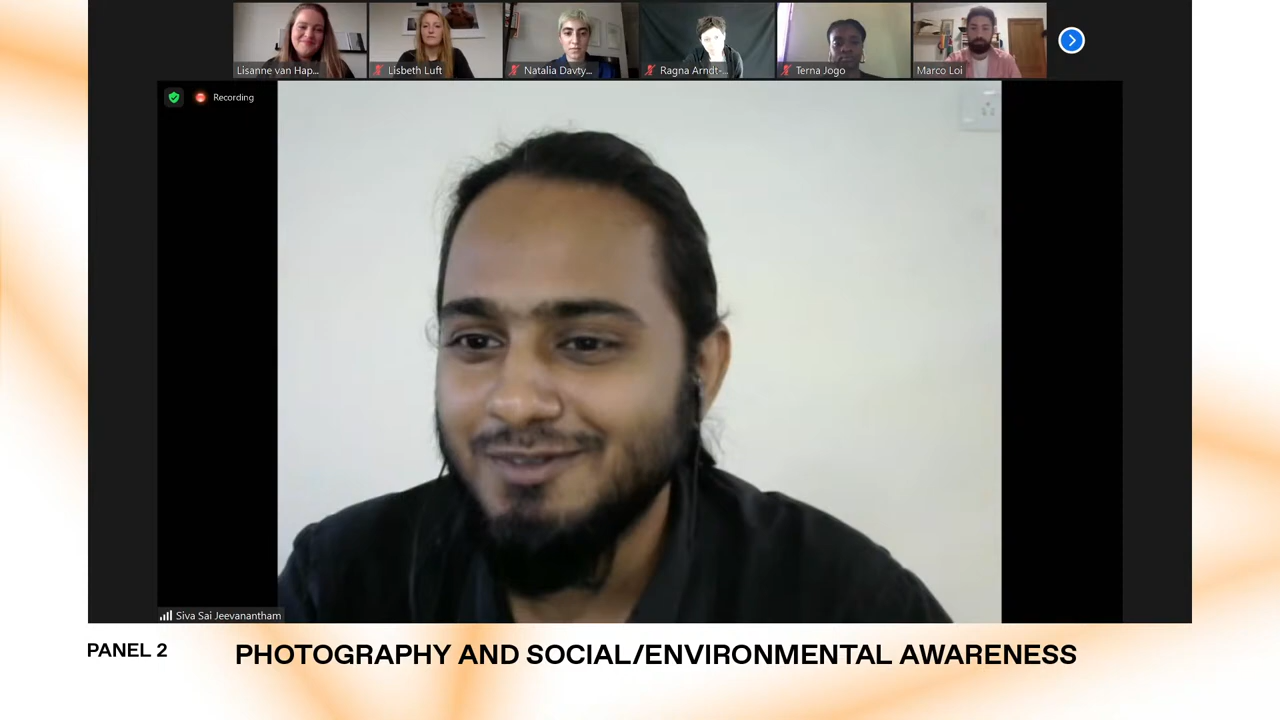 Lisanne van Hap...
Lisbeth Luft
Natalia Davty...
Ragna Arndt-...
Terna Jogo
Marco Loi
Recording
Siva Sai Jeevanantham
PANEL 2
PHOTOGRAPHY AND SOCIAL/ENVIRONMENTAL AWARENESS